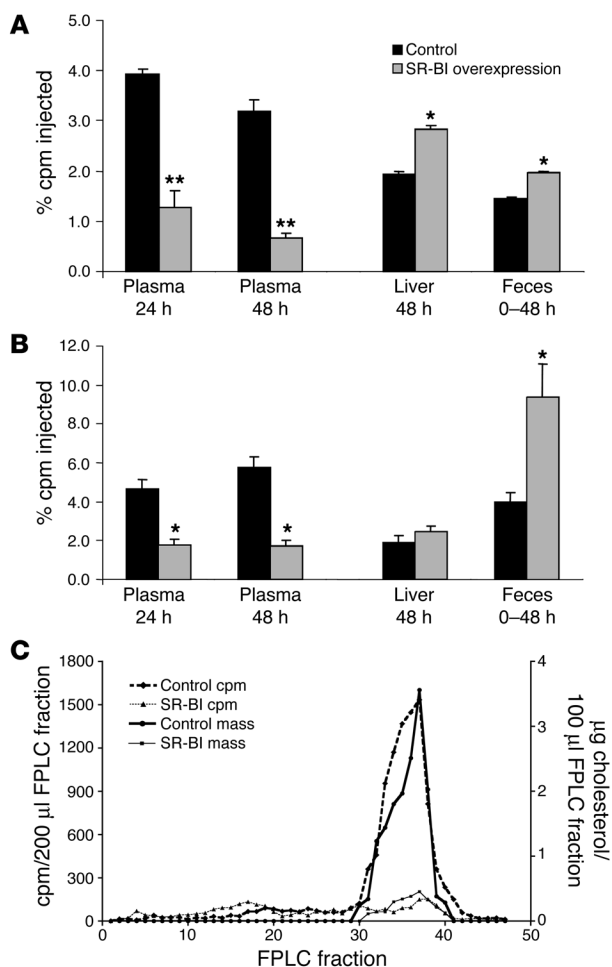 A
5.0
4.0
3.0
2.0
1.0
0.0
% cpm injected
Control
SR-BI overexpression
**
**
*
*
Plasma Plasma Liver Feces
24 h 48 h 48 h 0–48 h
B
12.0
10.0
8.0
6.0
4.0
2.0
0.0
% cpm injected
*
*
*
Plasma Plasma Liver Feces
24 h 48 h 48 h 0–48 h
C
1800
1500
1200
900
600
300
0
cpm/200 µl FPLC fraction
Control cpm
SR-BI cpm
Control mass
SR-BI mass
4
3
2
1
0
µg cholesterol/
100 µl FPLC fraction
0 10 20 30 40 50
FPLC fraction